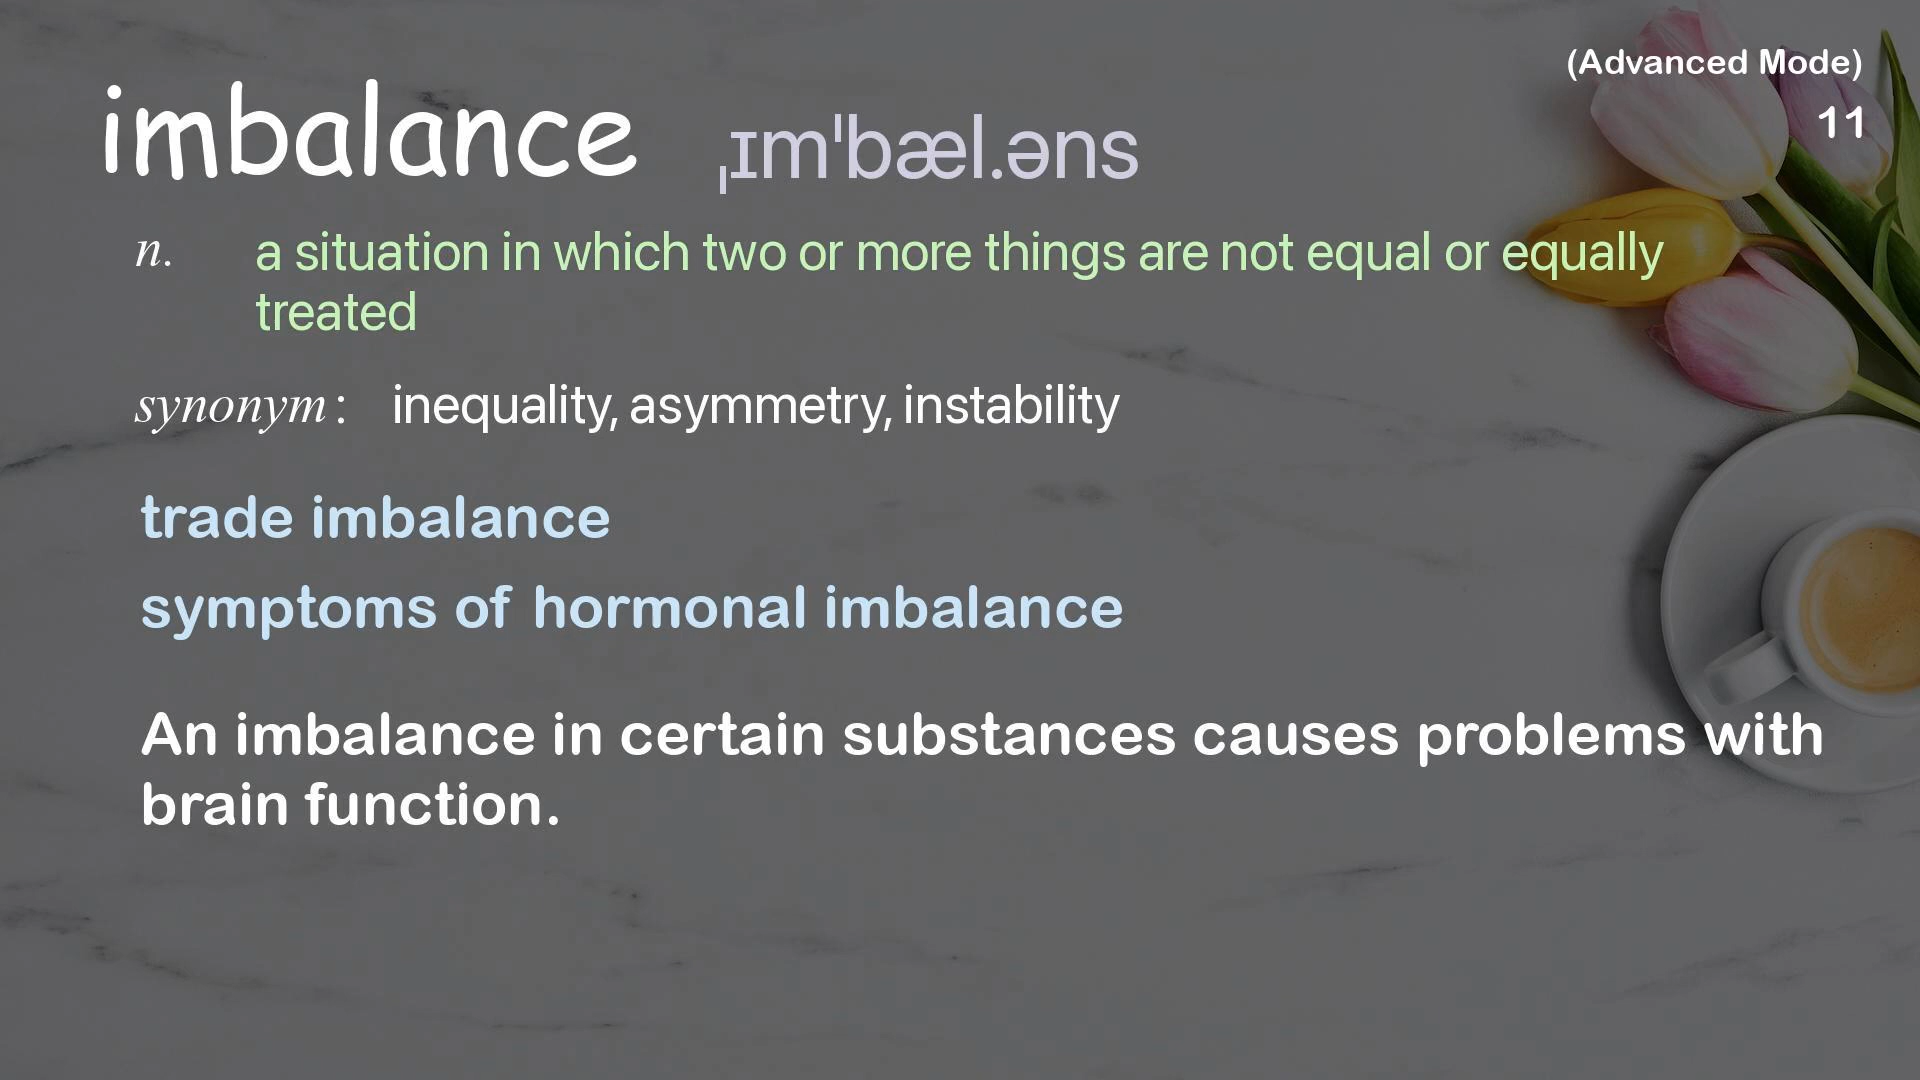 (Advanced Mode)
11
imbalance ˌɪmˈbæl.əns
n. a situation in which two or more things are not equal or equally
treated
synonym: inequality, asymmetry, instability
trade imbalance
symptoms of hormonal imbalance
An imbalance in certain substances causes problems with
brain function.